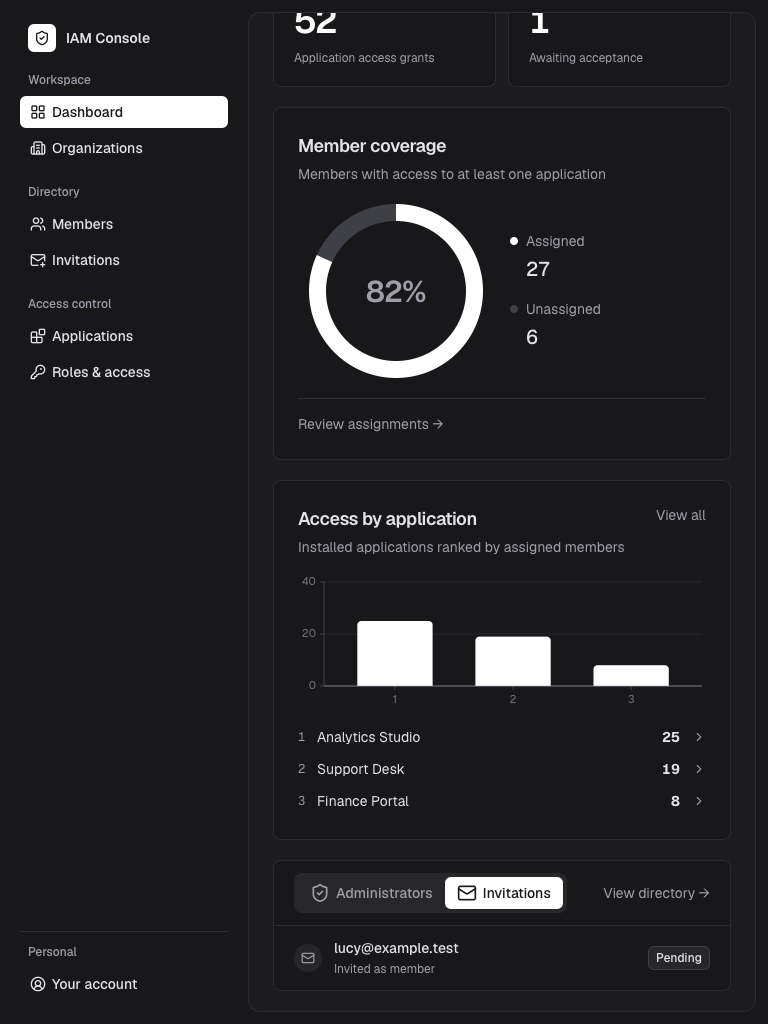 IAM Console
Workspace
Dashboard
Organizations
Directory
Members
Invitations
Access control
Applications
Roles & access
Personal
Your account
52
Application access grants
1
Awaiting acceptance
Member coverage
Members with access to at least one application
82%
Assigned
27
Unassigned
6
Review assignments →
Access by application
View all
Installed applications ranked by assigned members
40
20
0
1 2 3
1 Analytics Studio 25
2 Support Desk 19
3 Finance Portal 8
Administrators
Invitations
View directory →
lucy@example.test
Invited as member
Pending